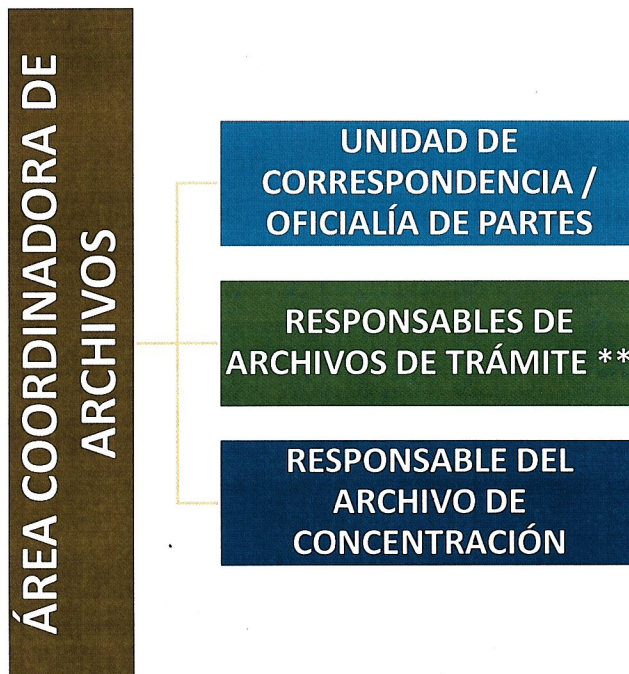 ÁREA COORDINADORA DE
ARCHIVOS
UNIDAD DE
CORRESPONDENCIA /
OFICIALÍA DE PARTES
RESPONSABLES DE
ARCHIVOS DE TRÁMITE **
RESPONSABLE DEL
ARCHIVO DE
CONCENTRACIÓN